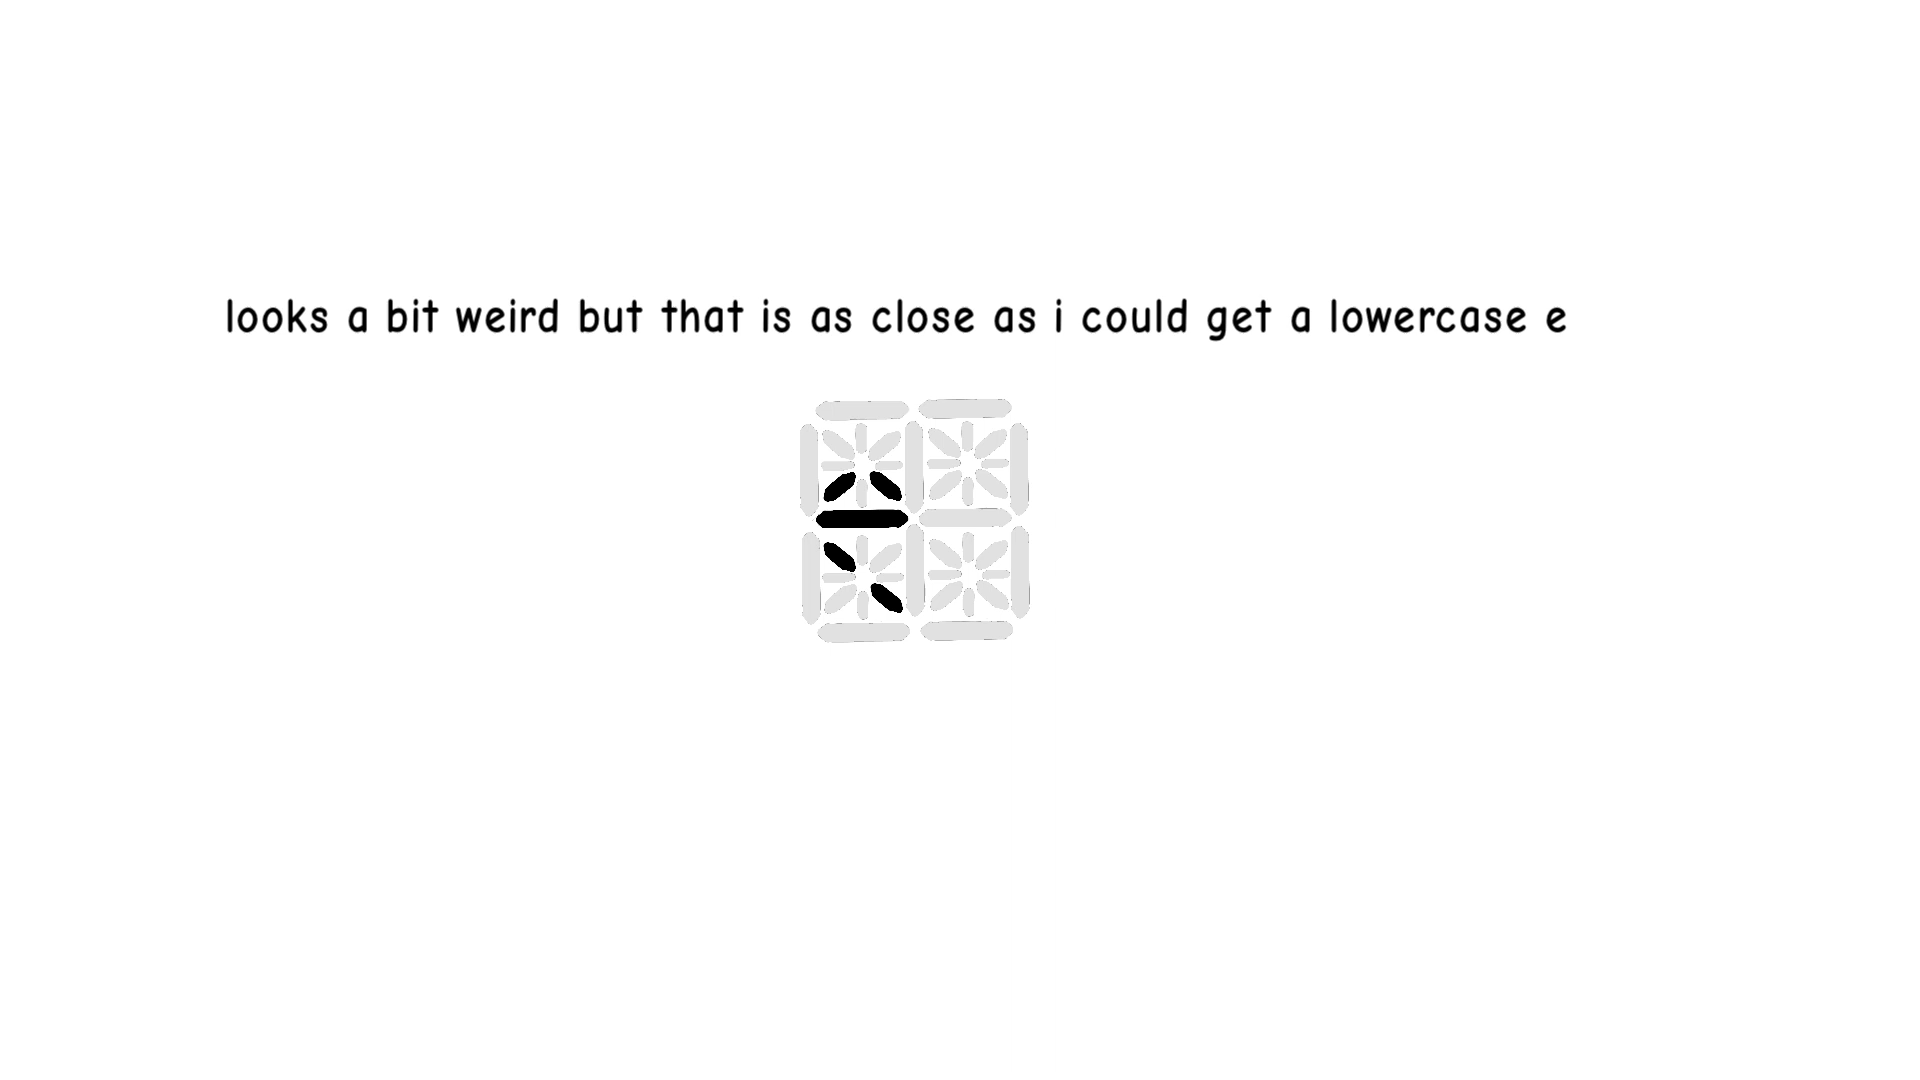 looks a bit weird but that is as close as i could get a lowercase e